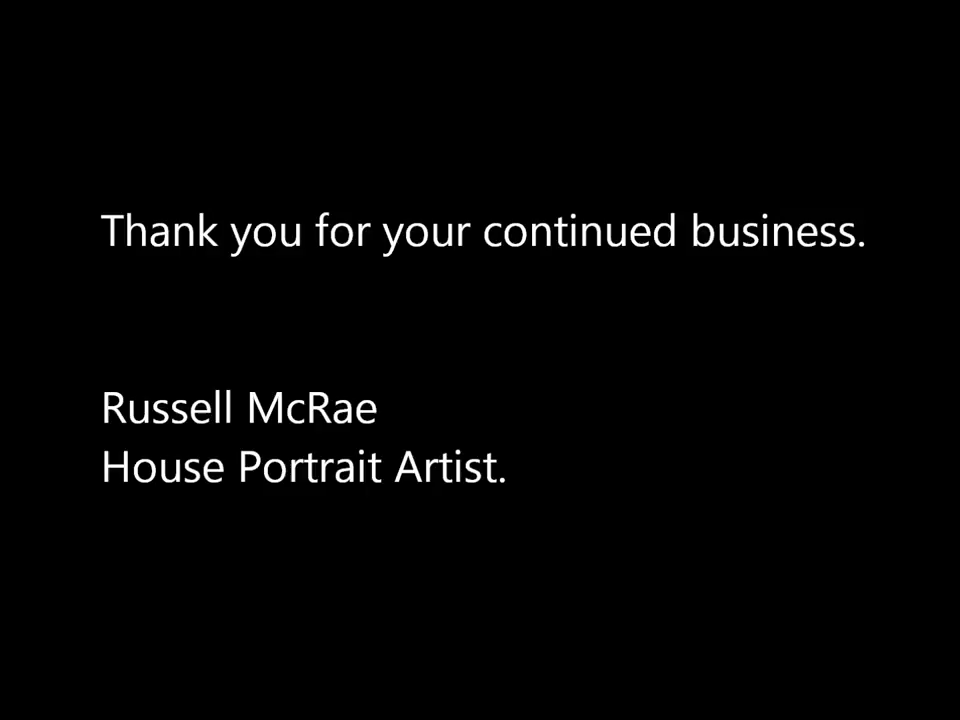 Thank you for your continued business.
Russell McRae
House Portrait Artist.